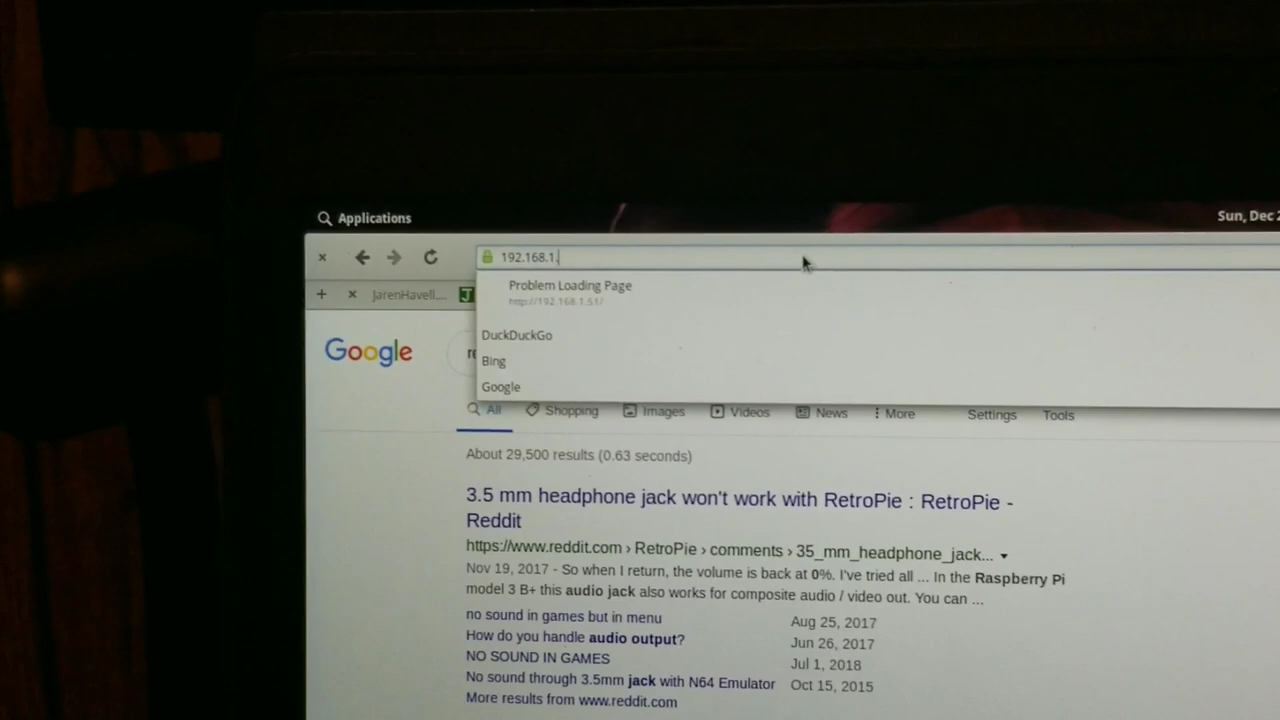 Applications
Sun, Dec
192.168.1.
Problem Loading Page
http://192.168.1.51/
JarenHavell....
J
DuckDuckGo
Bing
Google
Google
re
All Shopping Images Videos News More Settings Tools
About 29,500 results (0.63 seconds)
3.5 mm headphone jack won't work with RetroPie : RetroPie -
Reddit
https://www.reddit.com › RetroPie › comments › 35_mm_headphone_jack...
Nov 19, 2017 - So when I return, the volume is back at 0%. I've tried all ... In the Raspberry Pi
model 3 B+ this audio jack also works for composite audio / video out. You can ...
no sound in games but in menu Aug 25, 2017
How do you handle audio output? Jun 26, 2017
NO SOUND IN GAMES Jul 1, 2018
No sound through 3.5mm jack with N64 Emulator Oct 15, 2015
More results from www.reddit.com